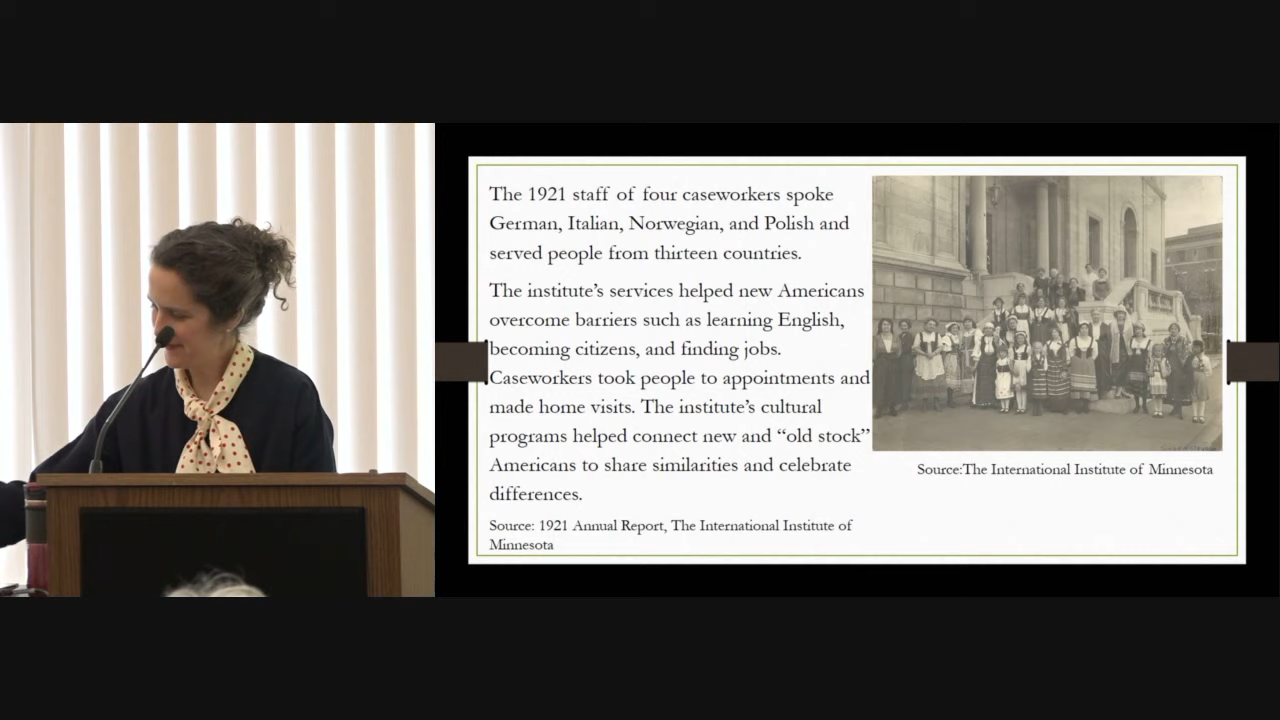 The 1921 staff of four caseworkers spoke
German, Italian, Norwegian, and Polish and
served people from thirteen countries.
The institute’s services helped new Americans
overcome barriers such as learning English,
becoming citizens, and finding jobs.
Caseworkers took people to appointments and
made home visits. The institute’s cultural
programs helped connect new and “old stock”
Americans to share similarities and celebrate
differences.
Source: 1921 Annual Report, The International Institute of
Minnesota
Source:The International Institute of Minnesota